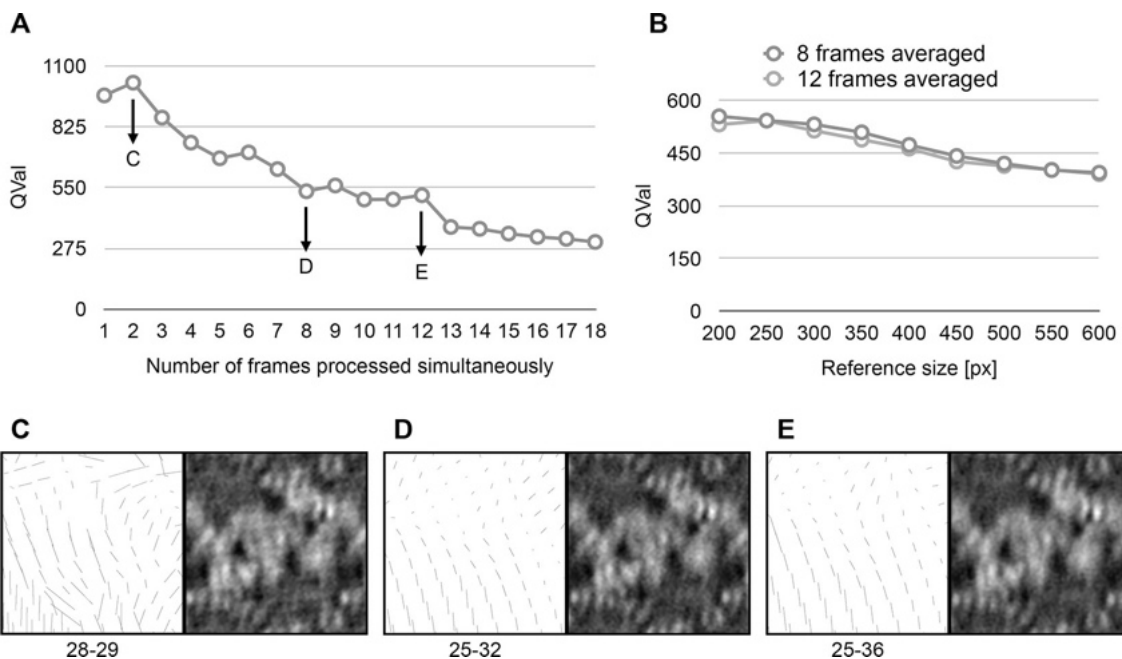 A
1100
825
550
275
0
QVal
C
D
E
1 2 3 4 5 6 7 8 9 10 11 12 13 14 15 16 17 18
Number of frames processed simultaneously
B
8 frames averaged
12 frames averaged
600
450
300
150
0
QVal
200 250 300 350 400 450 500 550 600
Reference size [px]
C
28-29
D
25-32
E
25-36